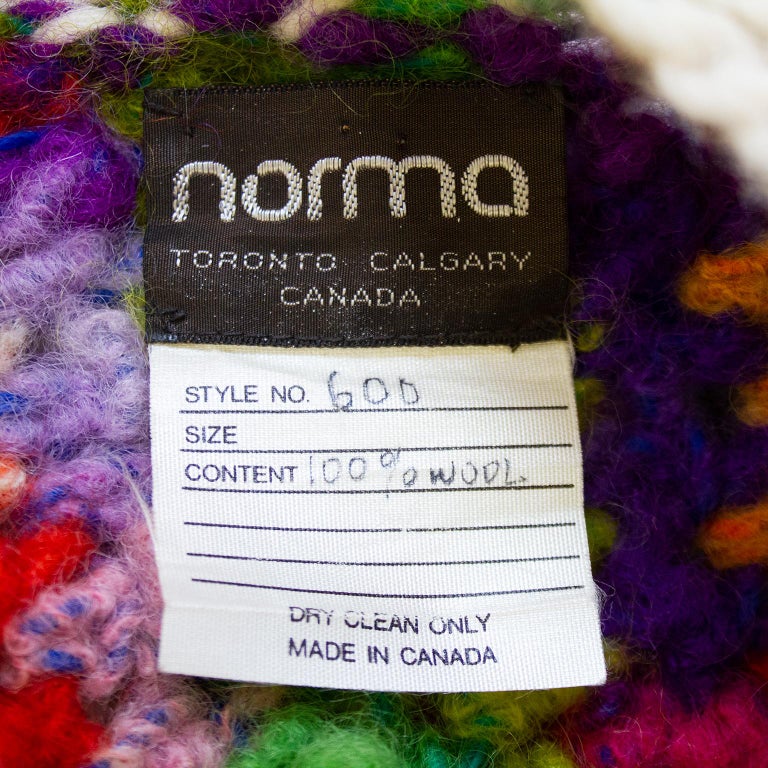 norma
TORONTO CALGARY
CANADA
STYLE NO. 600
SIZE
CONTENT 100% WOOL.
DRY CLEAN ONLY
MADE IN CANADA